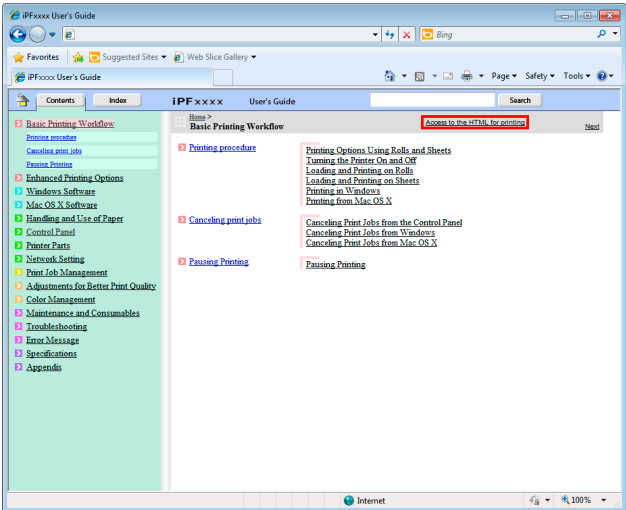 iPFxxxx User's Guide
Bing
Favorites Suggested Sites Web Slice Gallery
iPFxxxx User's Guide Page Safety Tools
Contents Index iPFxxxx User's Guide Search
Home >
Basic Printing Workflow Access to the HTML for printing Next
Basic Printing Workflow
Printing procedure
Canceling print jobs
Pausing Printing
Enhanced Printing Options
Windows Software
Mac OS X Software
Handling and Use of Paper
Control Panel
Printer Parts
Network Setting
Print Job Management
Adjustments for Better Print Quality
Color Management
Maintenance and Consumables
Troubleshooting
Error Message
Specifications
Appendix
Printing procedure
Printing Options Using Rolls and Sheets
Turning the Printer On and Off
Loading and Printing on Rolls
Loading and Printing on Sheets
Printing in Windows
Printing from Mac OS X
Canceling print jobs
Canceling Print Jobs from the Control Panel
Canceling Print Jobs from Windows
Canceling Print Jobs from Mac OS X
Pausing Printing
Pausing Printing
Internet 100%